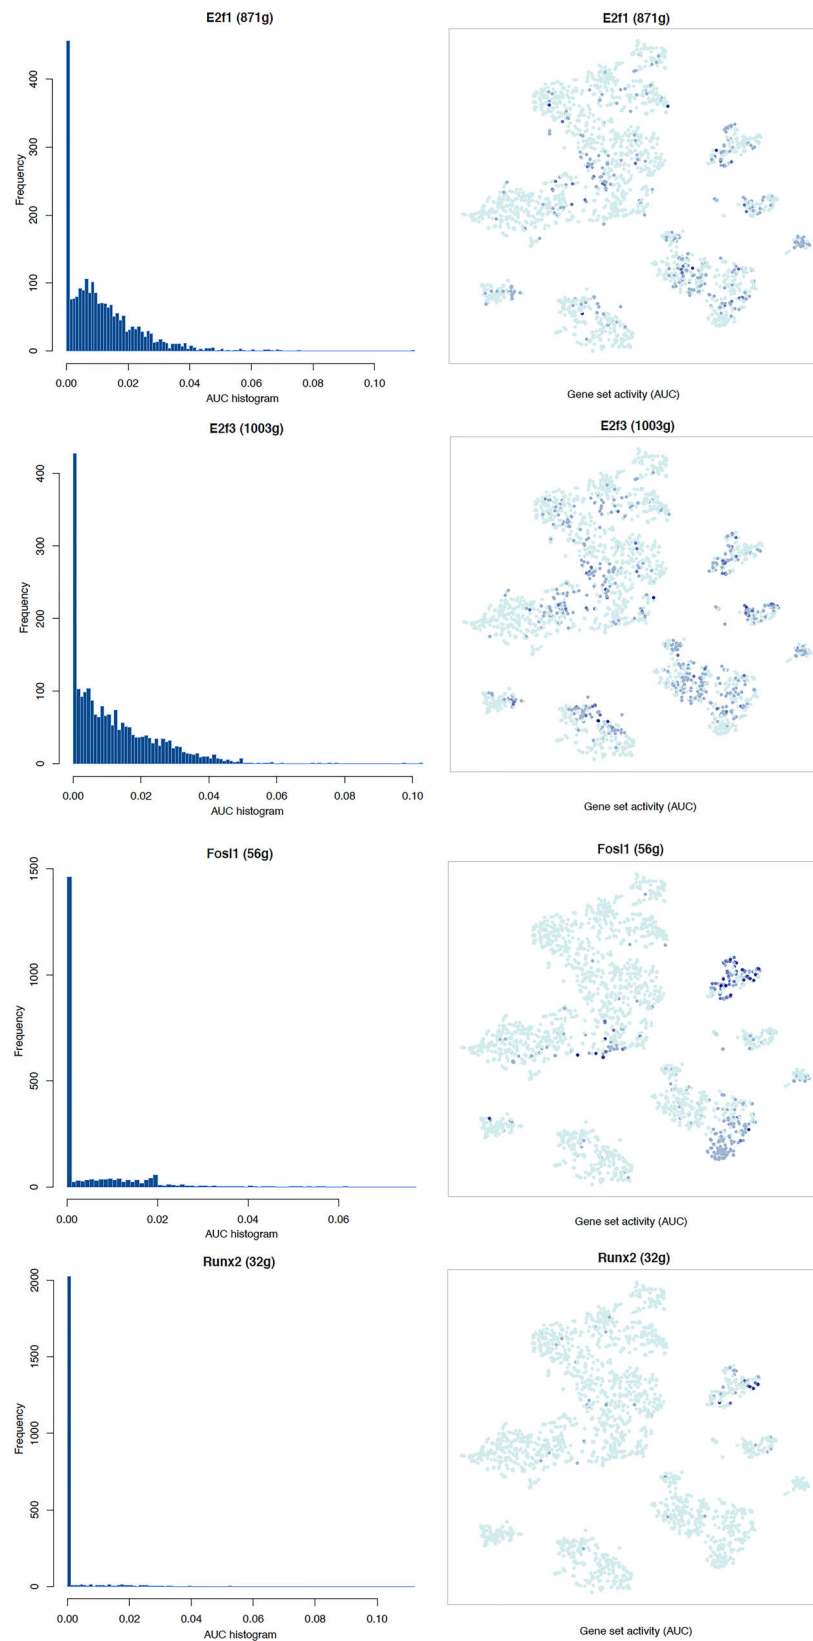 E2f1 (871g)
E2f1 (871g)
Frequency
400
300
200
100
0
0.00 0.02 0.04 0.06 0.08 0.10
AUC histogram
Gene set activity (AUC)
E2f3 (1003g)
E2f3 (1003g)
Frequency
400
300
200
100
0
0.00 0.02 0.04 0.06 0.08 0.10
AUC histogram
Gene set activity (AUC)
Fosl1 (56g)
Fosl1 (56g)
Frequency
1500
1000
500
0
0.00 0.02 0.04 0.06
AUC histogram
Gene set activity (AUC)
Runx2 (32g)
Runx2 (32g)
Frequency
2000
1500
1000
500
0
0.00 0.02 0.04 0.06 0.08 0.10
AUC histogram
Gene set activity (AUC)